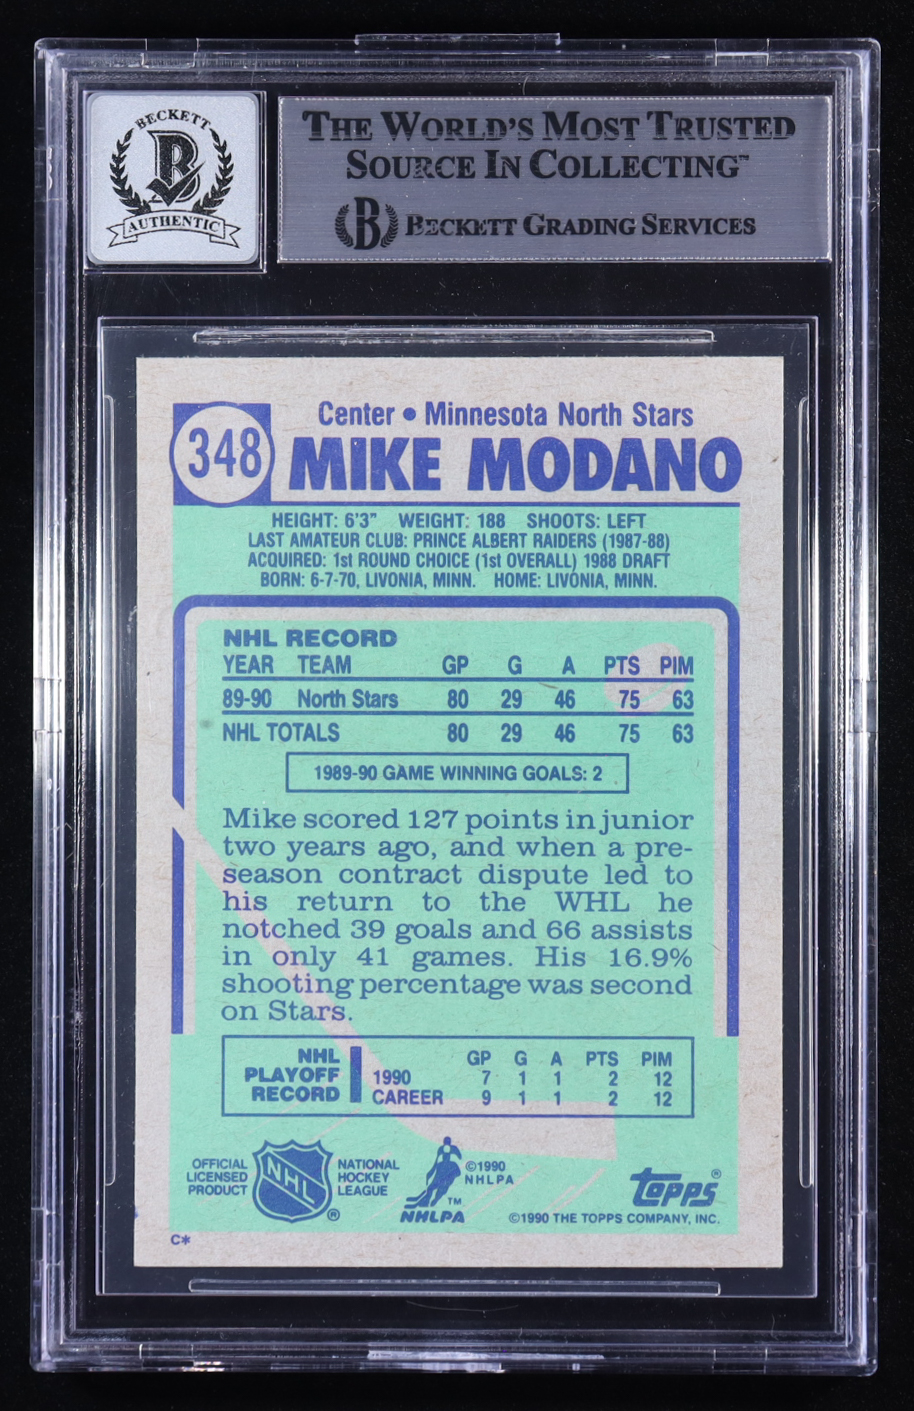 BECKETT
AUTHENTIC
THE WORLD'S MOST TRUSTED
SOURCE IN COLLECTING™
BECKETT GRADING SERVICES
348
Center • Minnesota North Stars
MIKE MODANO
HEIGHT: 6'3" WEIGHT: 188 SHOOTS: LEFT
LAST AMATEUR CLUB: PRINCE ALBERT RAIDERS (1987-88)
ACQUIRED: 1st ROUND CHOICE (1st OVERALL) 1988 DRAFT
BORN: 6-7-70, LIVONIA, MINN. HOME: LIVONIA, MINN.
NHL RECORD
YEAR TEAM GP G A PTS PIM
89-90 North Stars 80 29 46 75 63
NHL TOTALS 80 29 46 75 63
1989-90 GAME WINNING GOALS: 2
Mike scored 127 points in junior
two years ago, and when a pre-
season contract dispute led to
his return to the WHL he
notched 39 goals and 66 assists
in only 41 games. His 16.9%
shooting percentage was second
on Stars.
NHL PLAYOFF RECORD
GP G A PTS PIM
1990 7 1 1 2 12
CAREER 9 1 1 2 12
OFFICIAL LICENSED PRODUCT
NHL ®
NATIONAL HOCKEY LEAGUE
©1990 NHLPA
™
NHLPA
Topps®
©1990 THE TOPPS COMPANY, INC.
C*